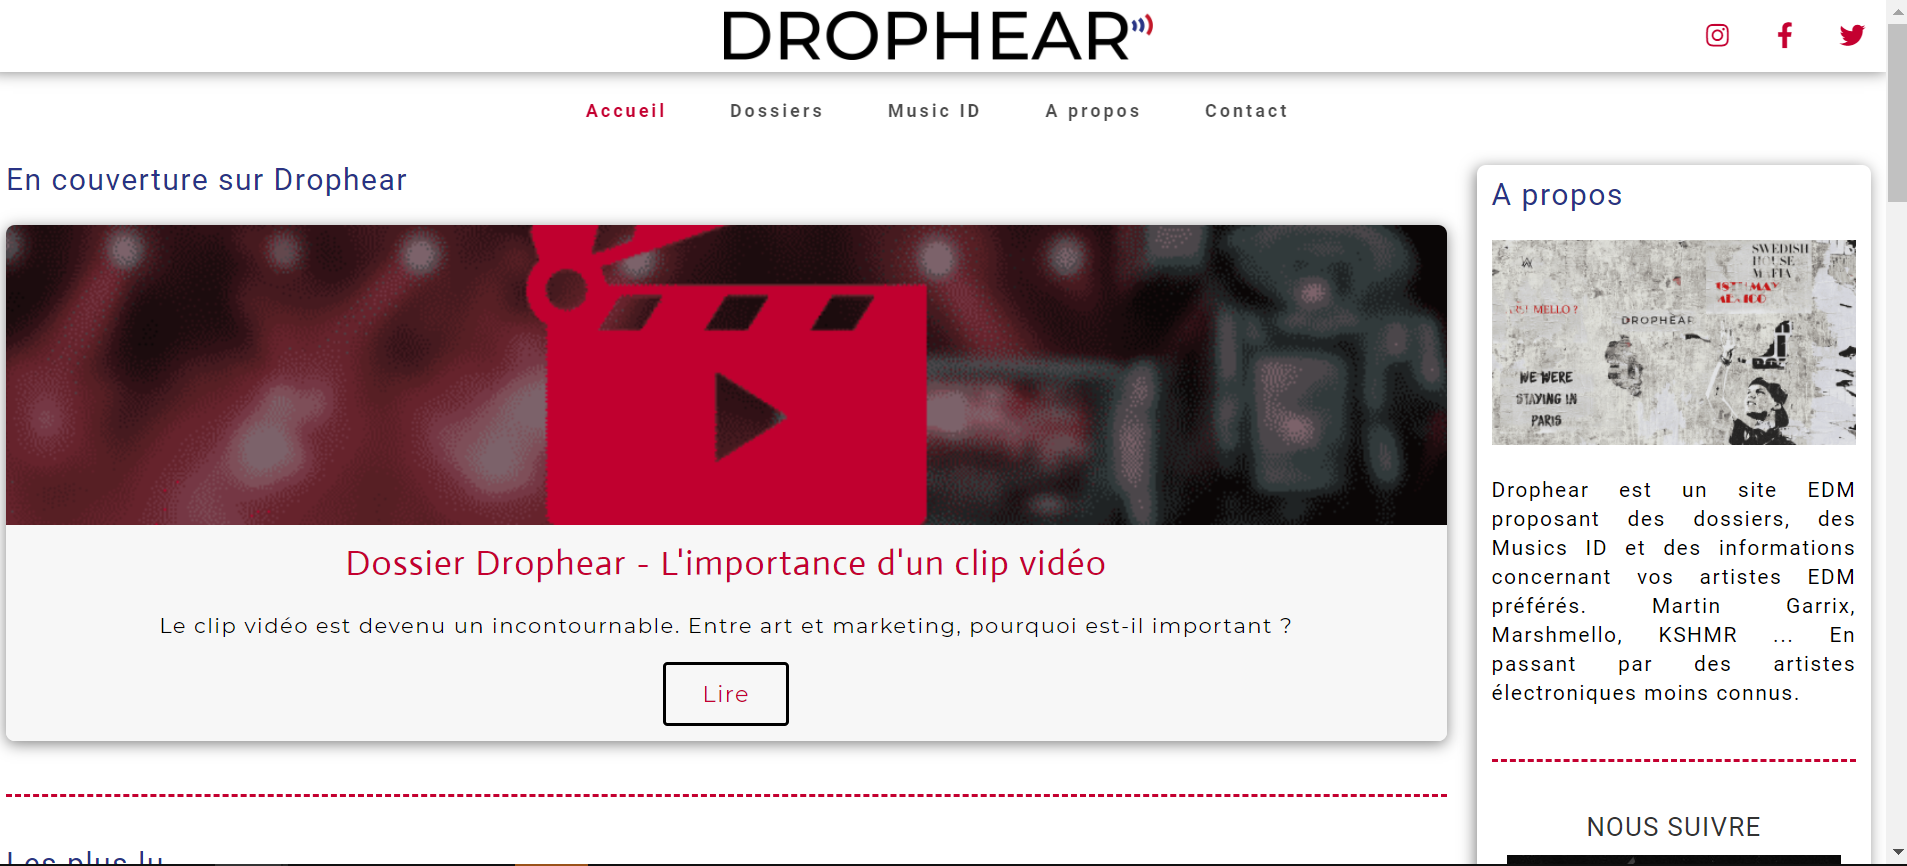 DROPHEAR
Accueil Dossiers Music ID A propos Contact
En couverture sur Drophear
Dossier Drophear - L'importance d'un clip vidéo
Le clip vidéo est devenu un incontournable. Entre art et marketing, pourquoi est-il important ?
Lire
Les plus lu
A propos
SWEDISH
HOUSE
MAFIA
MELLO ?
DROPHEAR
WE WERE
STAYING IN
PARIS
Drophear est un site EDM
proposant des dossiers, des
Musics ID et des informations
concernant vos artistes EDM
préférés. Martin Garrix,
Marshmello, KSHMR ... En
passant par des artistes
électroniques moins connus.
NOUS SUIVRE